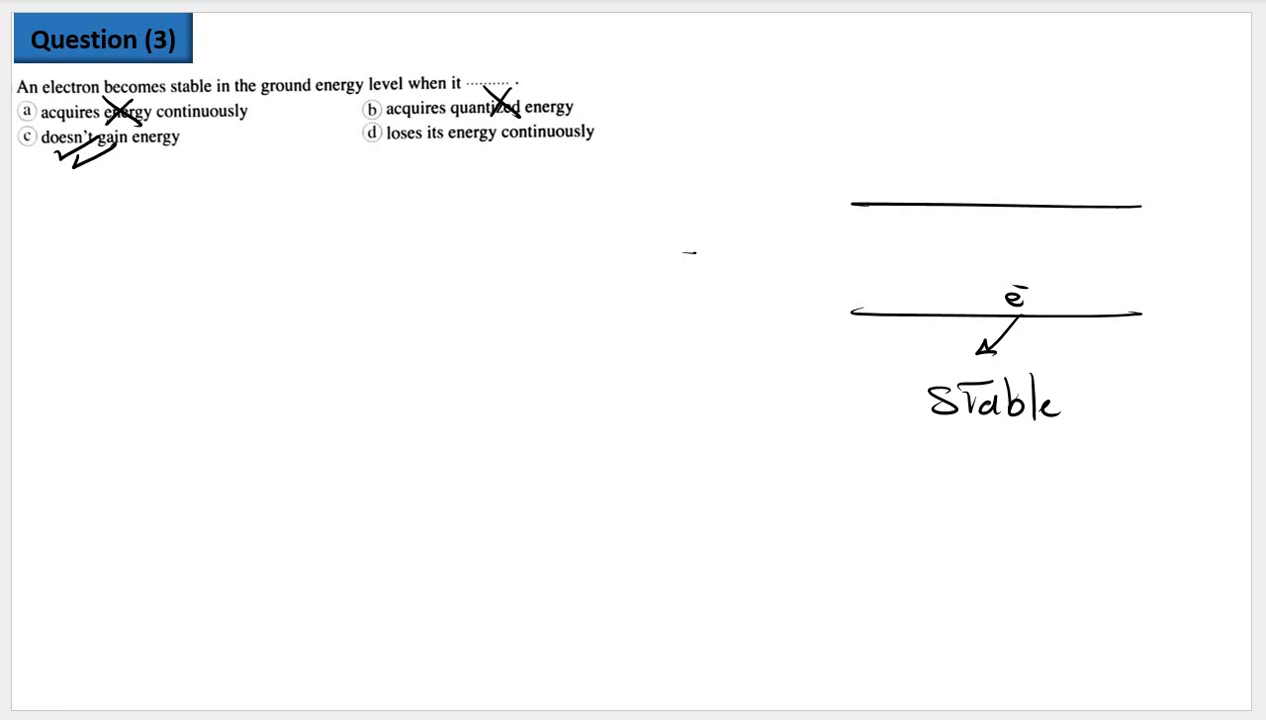 Question (3)
An electron becomes stable in the ground energy level when it .......... .
a acquires energy continuously
b acquires quantized energy
c doesn't gain energy
d loses its energy continuously
e-
stable